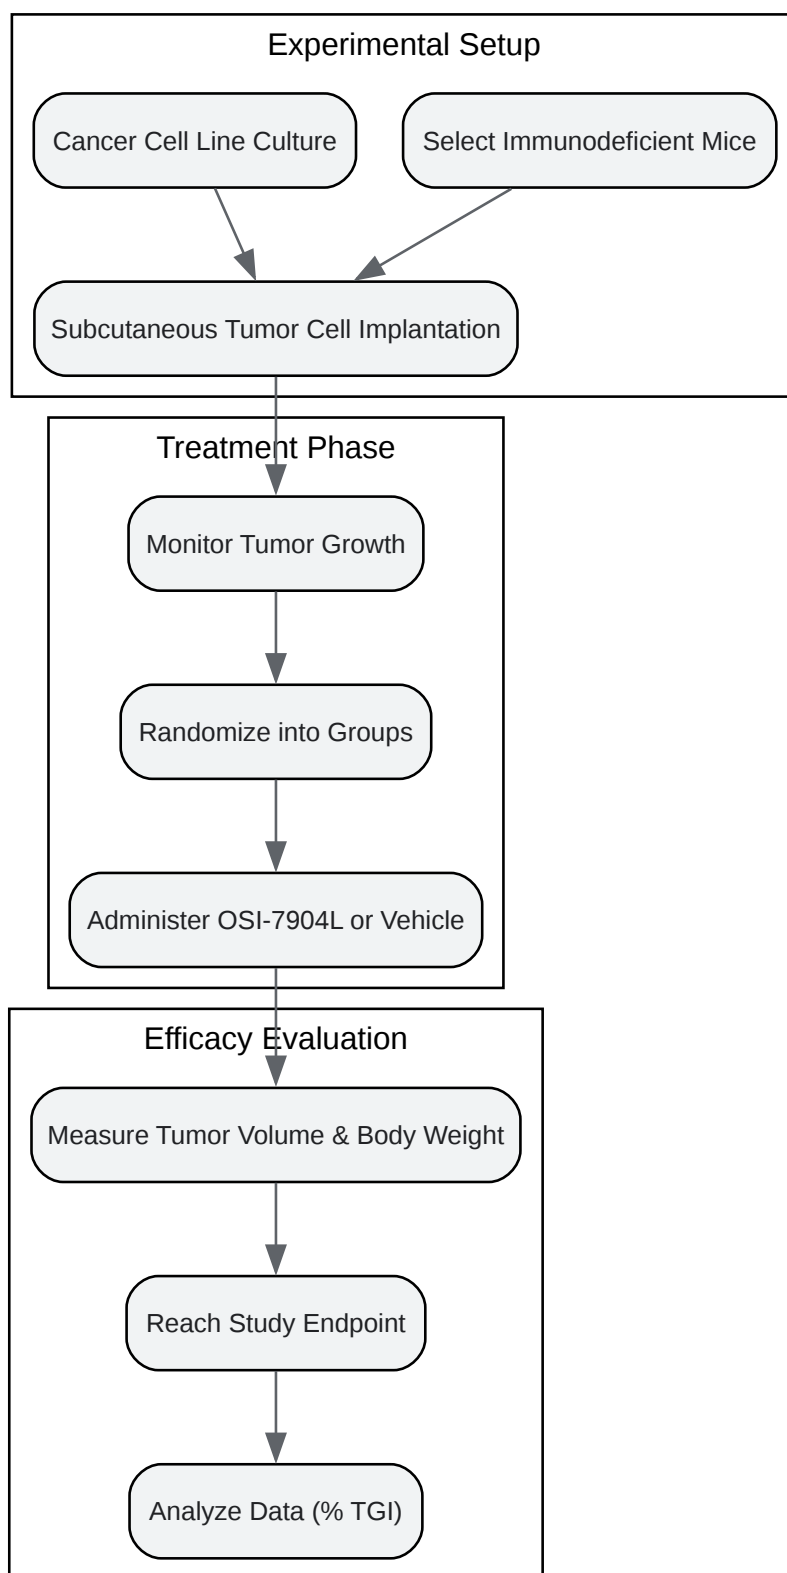 Experimental Setup
Cancer Cell Line Culture
Select Immunodeficient Mice
Subcutaneous Tumor Cell Implantation
Treatment Phase
Monitor Tumor Growth
Randomize into Groups
Administer OSI-7904L or Vehicle
Efficacy Evaluation
Measure Tumor Volume & Body Weight
Reach Study Endpoint
Analyze Data (% TGI)